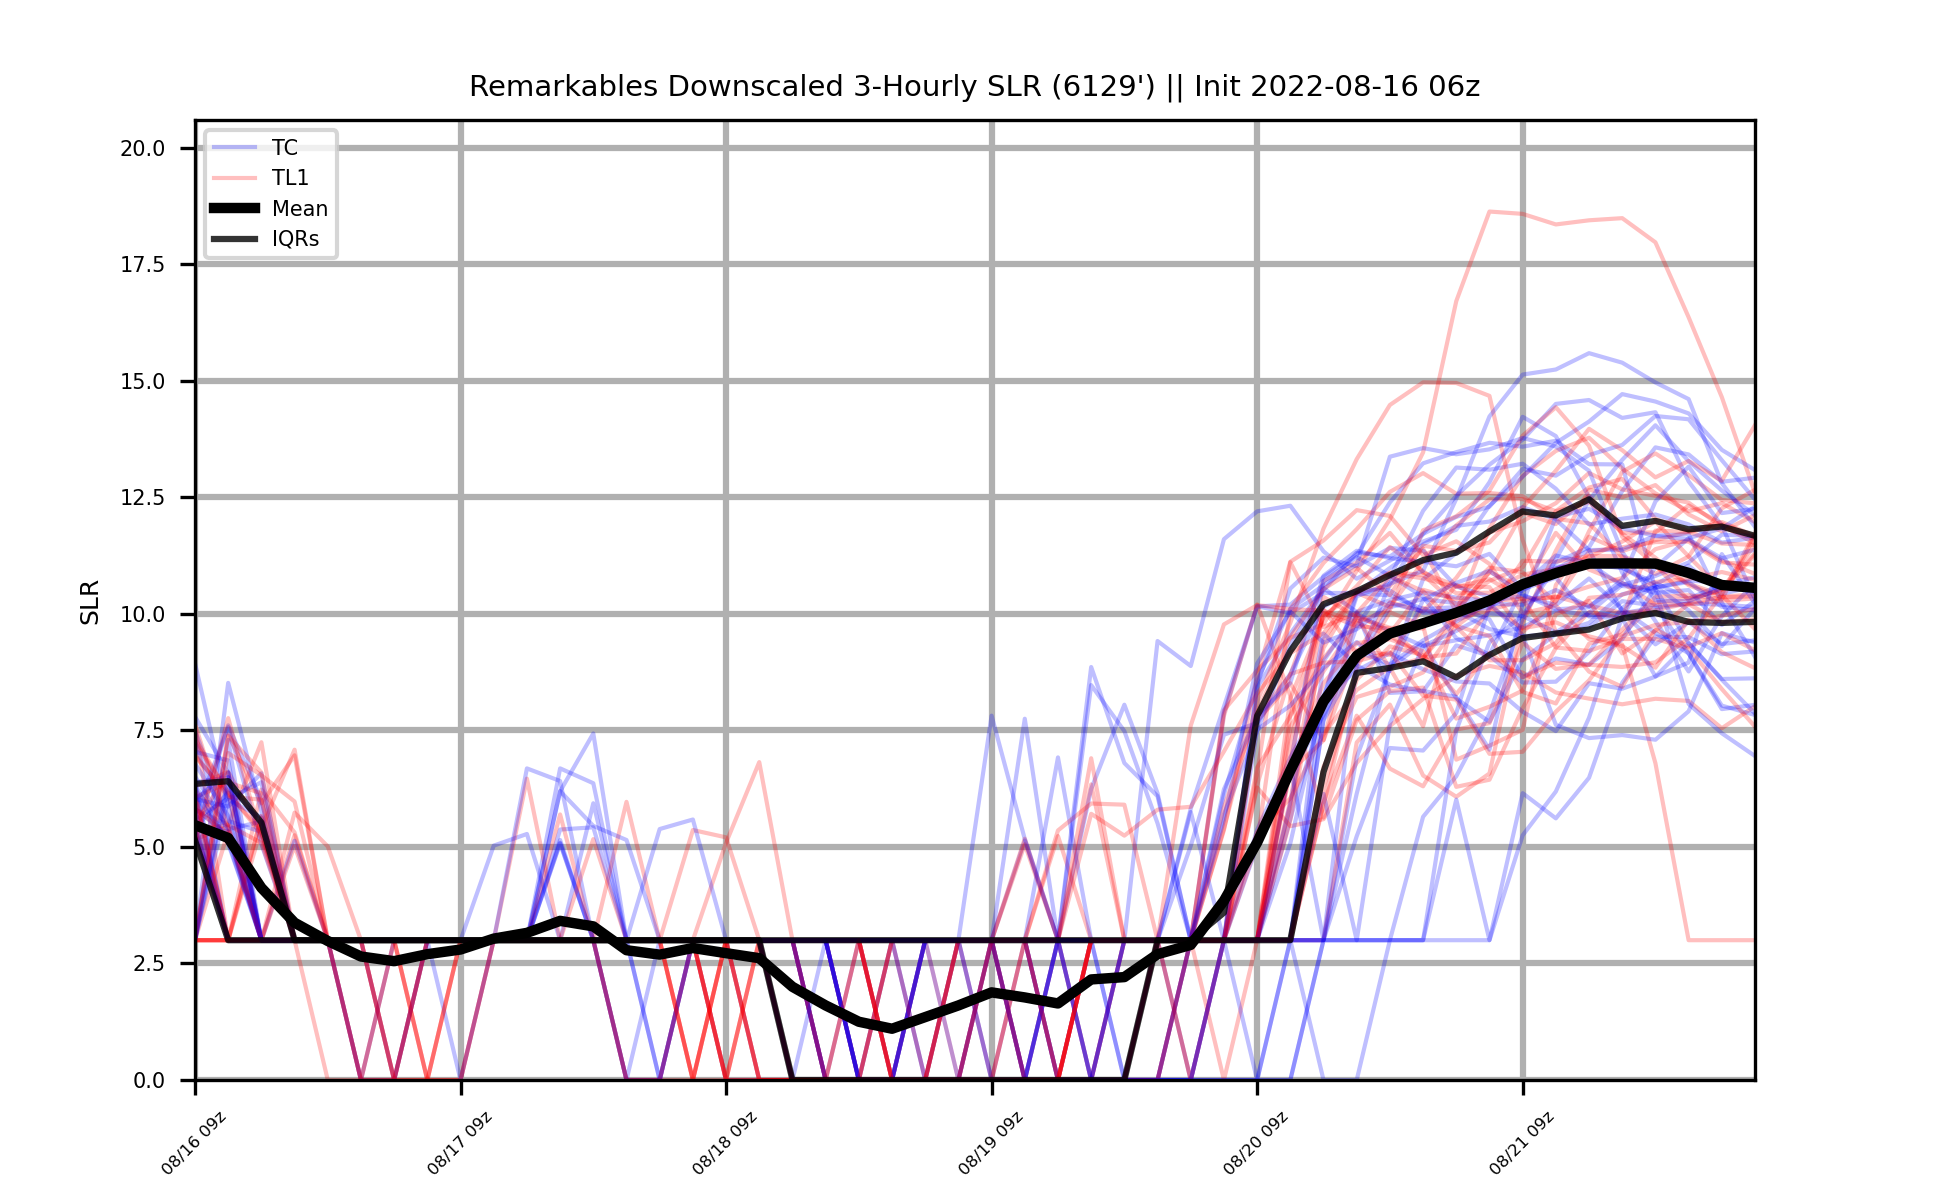 Remarkables Downscaled 3-Hourly SLR (6129') || Init 2022-08-16 06z
TC
TL1
Mean
IQRs
SLR
20.0
17.5
15.0
12.5
10.0
7.5
5.0
2.5
0.0
08/16 09z
08/17 09z
08/18 09z
08/19 09z
08/20 09z
08/21 09z